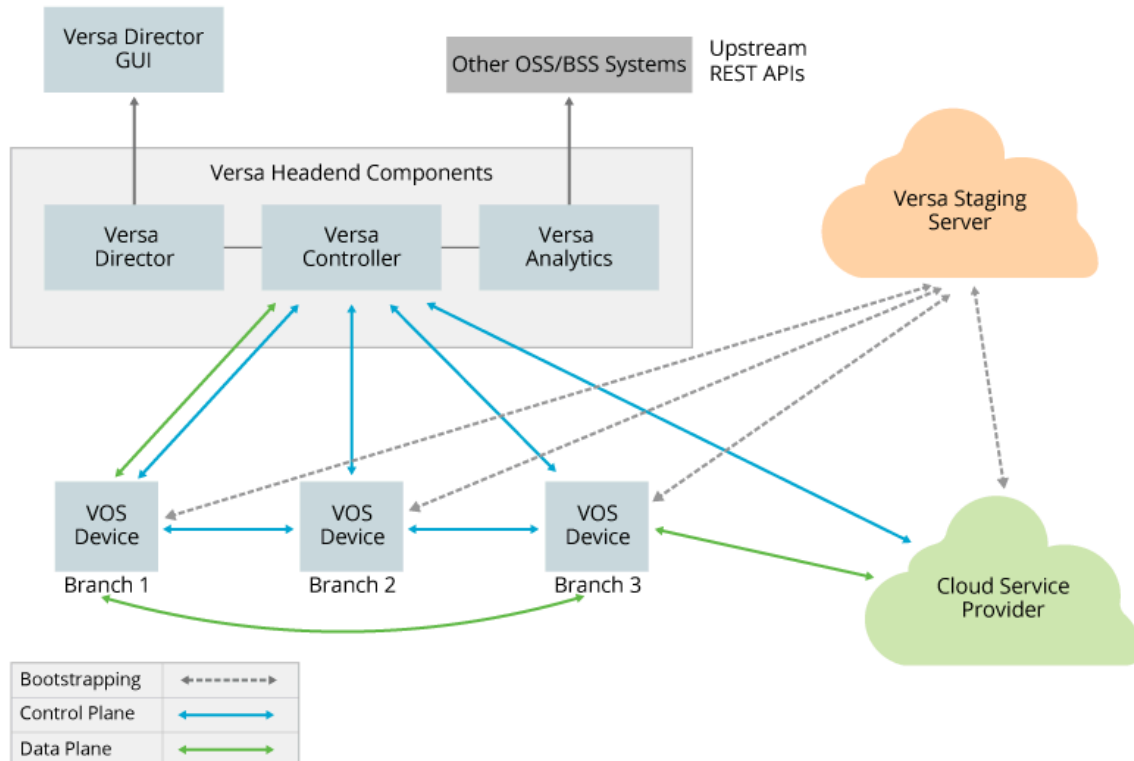 Versa Director
GUI
Other OSS/BSS Systems
Upstream
REST APIs
Versa Headend Components
Versa
Director
Versa
Controller
Versa
Analytics
Versa Staging
Server
VOS
Device
Branch 1
VOS
Device
Branch 2
VOS
Device
Branch 3
Cloud Service
Provider
Bootstrapping
Control Plane
Data Plane